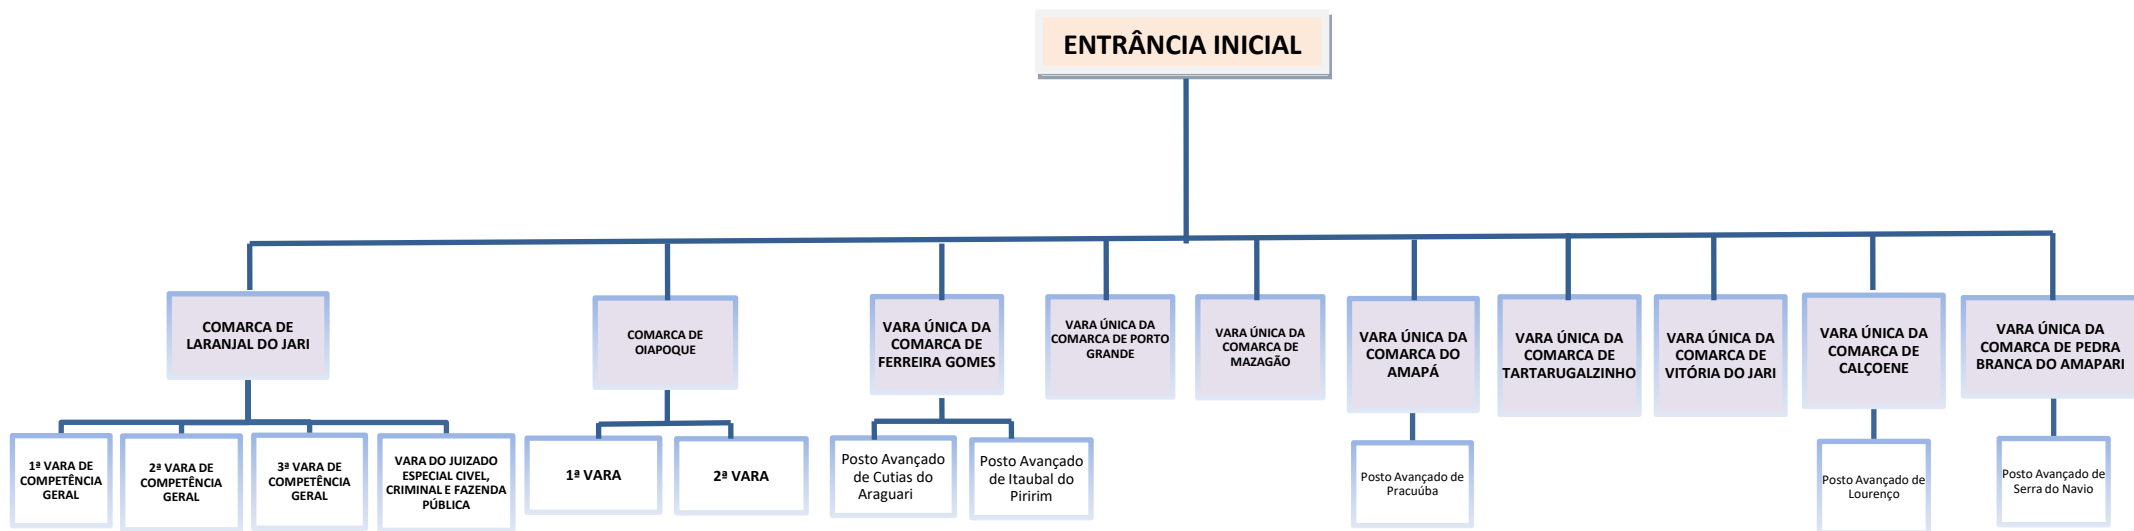 ENTRÂNCIA INICIAL
COMARCA DE
LARANJAL DO JARI
COMARCA DE
OIAPOQUE
VARA ÚNICA DA
COMARCA DE
FERREIRA GOMES
VARA ÚNICA DA
COMARCA DE PORTO
GRANDE
VARA ÚNICA DA
COMARCA DE
MAZAGÃO
VARA ÚNICA DA
COMARCA DO
AMAPÁ
VARA ÚNICA DA
COMARCA DE
TARTARUGALZINHO
VARA ÚNICA DA
COMARCA DE
VITÓRIA DO JARI
VARA ÚNICA DA
COMARCA DE
CALÇOENE
VARA ÚNICA DA
COMARCA DE PEDRA
BRANCA DO AMAPARI
1ª VARA DE
COMPETÊNCIA
GERAL
2ª VARA DE
COMPETÊNCIA
GERAL
3ª VARA DE
COMPETÊNCIA
GERAL
VARA DO JUIZADO
ESPECIAL CIVEL,
CRIMINAL E FAZENDA
PÚBLICA
1ª VARA
2ª VARA
Posto Avançado
de Cutias do
Araguari
Posto Avançado
de Itaubal do
Piririm
Posto Avançado de
Pracuúba
Posto Avançado de
Lourenço
Posto Avançado de
Serra do Navio